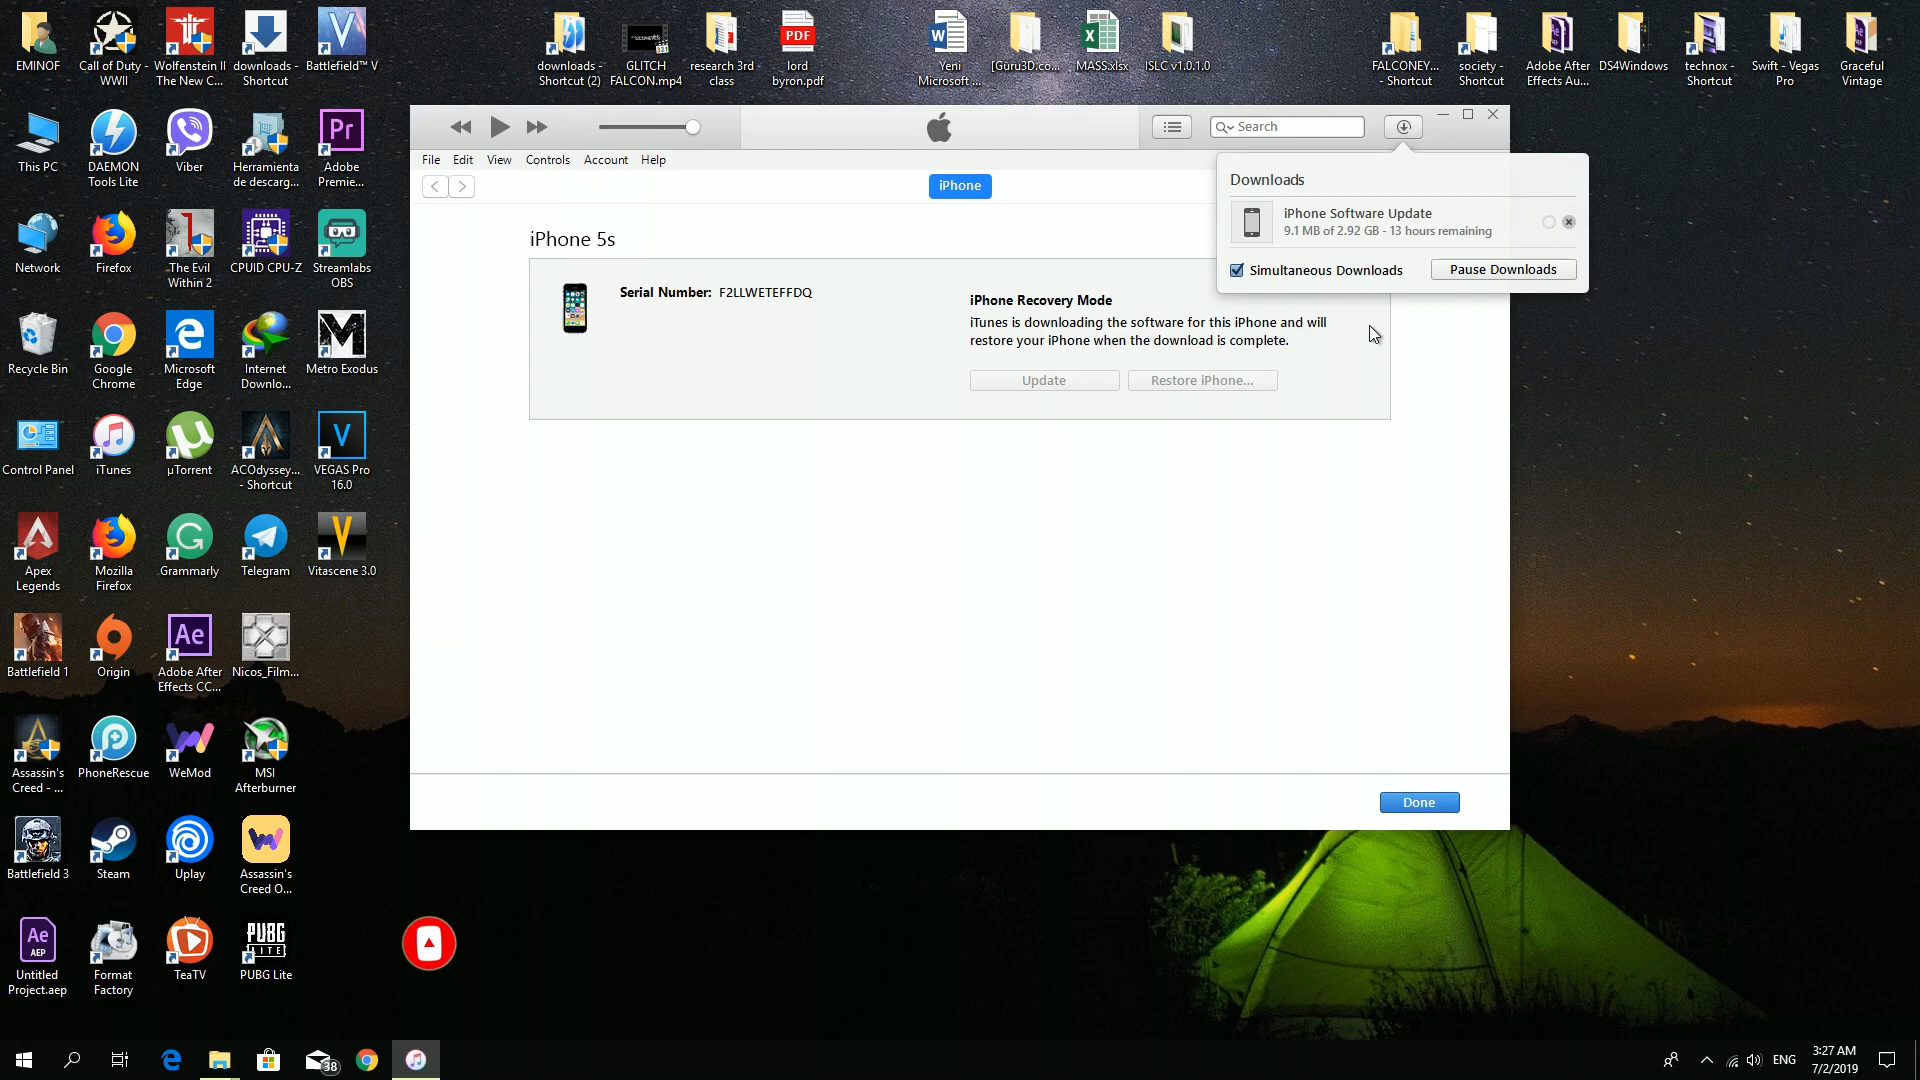 EMINOF
Call of Duty -
WWII
Wolfenstein II
The New C...
downloads -
Shortcut
Battlefield™ V
downloads -
Shortcut (2)
GLITCH
FALCON.mp4
research 3rd
class
PDF
lord
byron.pdf
Yeni
Microsoft ...
[Guru3D.co...
MASS.xlsx
ISLC v1.0.1.0
FALCONEY...
- Shortcut
society -
Shortcut
Adobe After
Effects Au...
DS4Windows
technox -
Shortcut
Swift - Vegas
Pro
Graceful
Vintage
This PC
DAEMON
Tools Lite
Viber
Herramienta
de descarg...
Pr
Adobe
Premie...
Network
Firefox
The Evil
Within 2
CPUID CPU-Z
Streamlabs
OBS
Recycle Bin
Google
Chrome
Microsoft
Edge
Internet
Downlo...
Metro Exodus
Control Panel
iTunes
µTorrent
ACOdyssey...
- Shortcut
VEGAS Pro
16.0
Apex
Legends
Mozilla
Firefox
Grammarly
Telegram
Vitascene 3.0
Battlefield 1
Origin
Ae
Adobe After
Effects CC...
Nicos_Film...
Assassin's
Creed - ...
PhoneRescue
WeMod
MSI
Afterburner
Battlefield 3
Steam
Uplay
Assassin's
Creed O...
Ae
AEP
Untitled
Project.aep
Format
Factory
TeaTV
PUBG
LITE
PUBG Lite
Search
File Edit View Controls Account Help
iPhone
Downloads
iPhone Software Update
9.1 MB of 2.92 GB - 13 hours remaining
Simultaneous Downloads
Pause Downloads
iPhone 5s
Serial Number: F2LLWETEFFDQ
iPhone Recovery Mode
iTunes is downloading the software for this iPhone and will
restore your iPhone when the download is complete.
Update
Restore iPhone...
Done
38
ENG
3:27 AM
7/2/2019